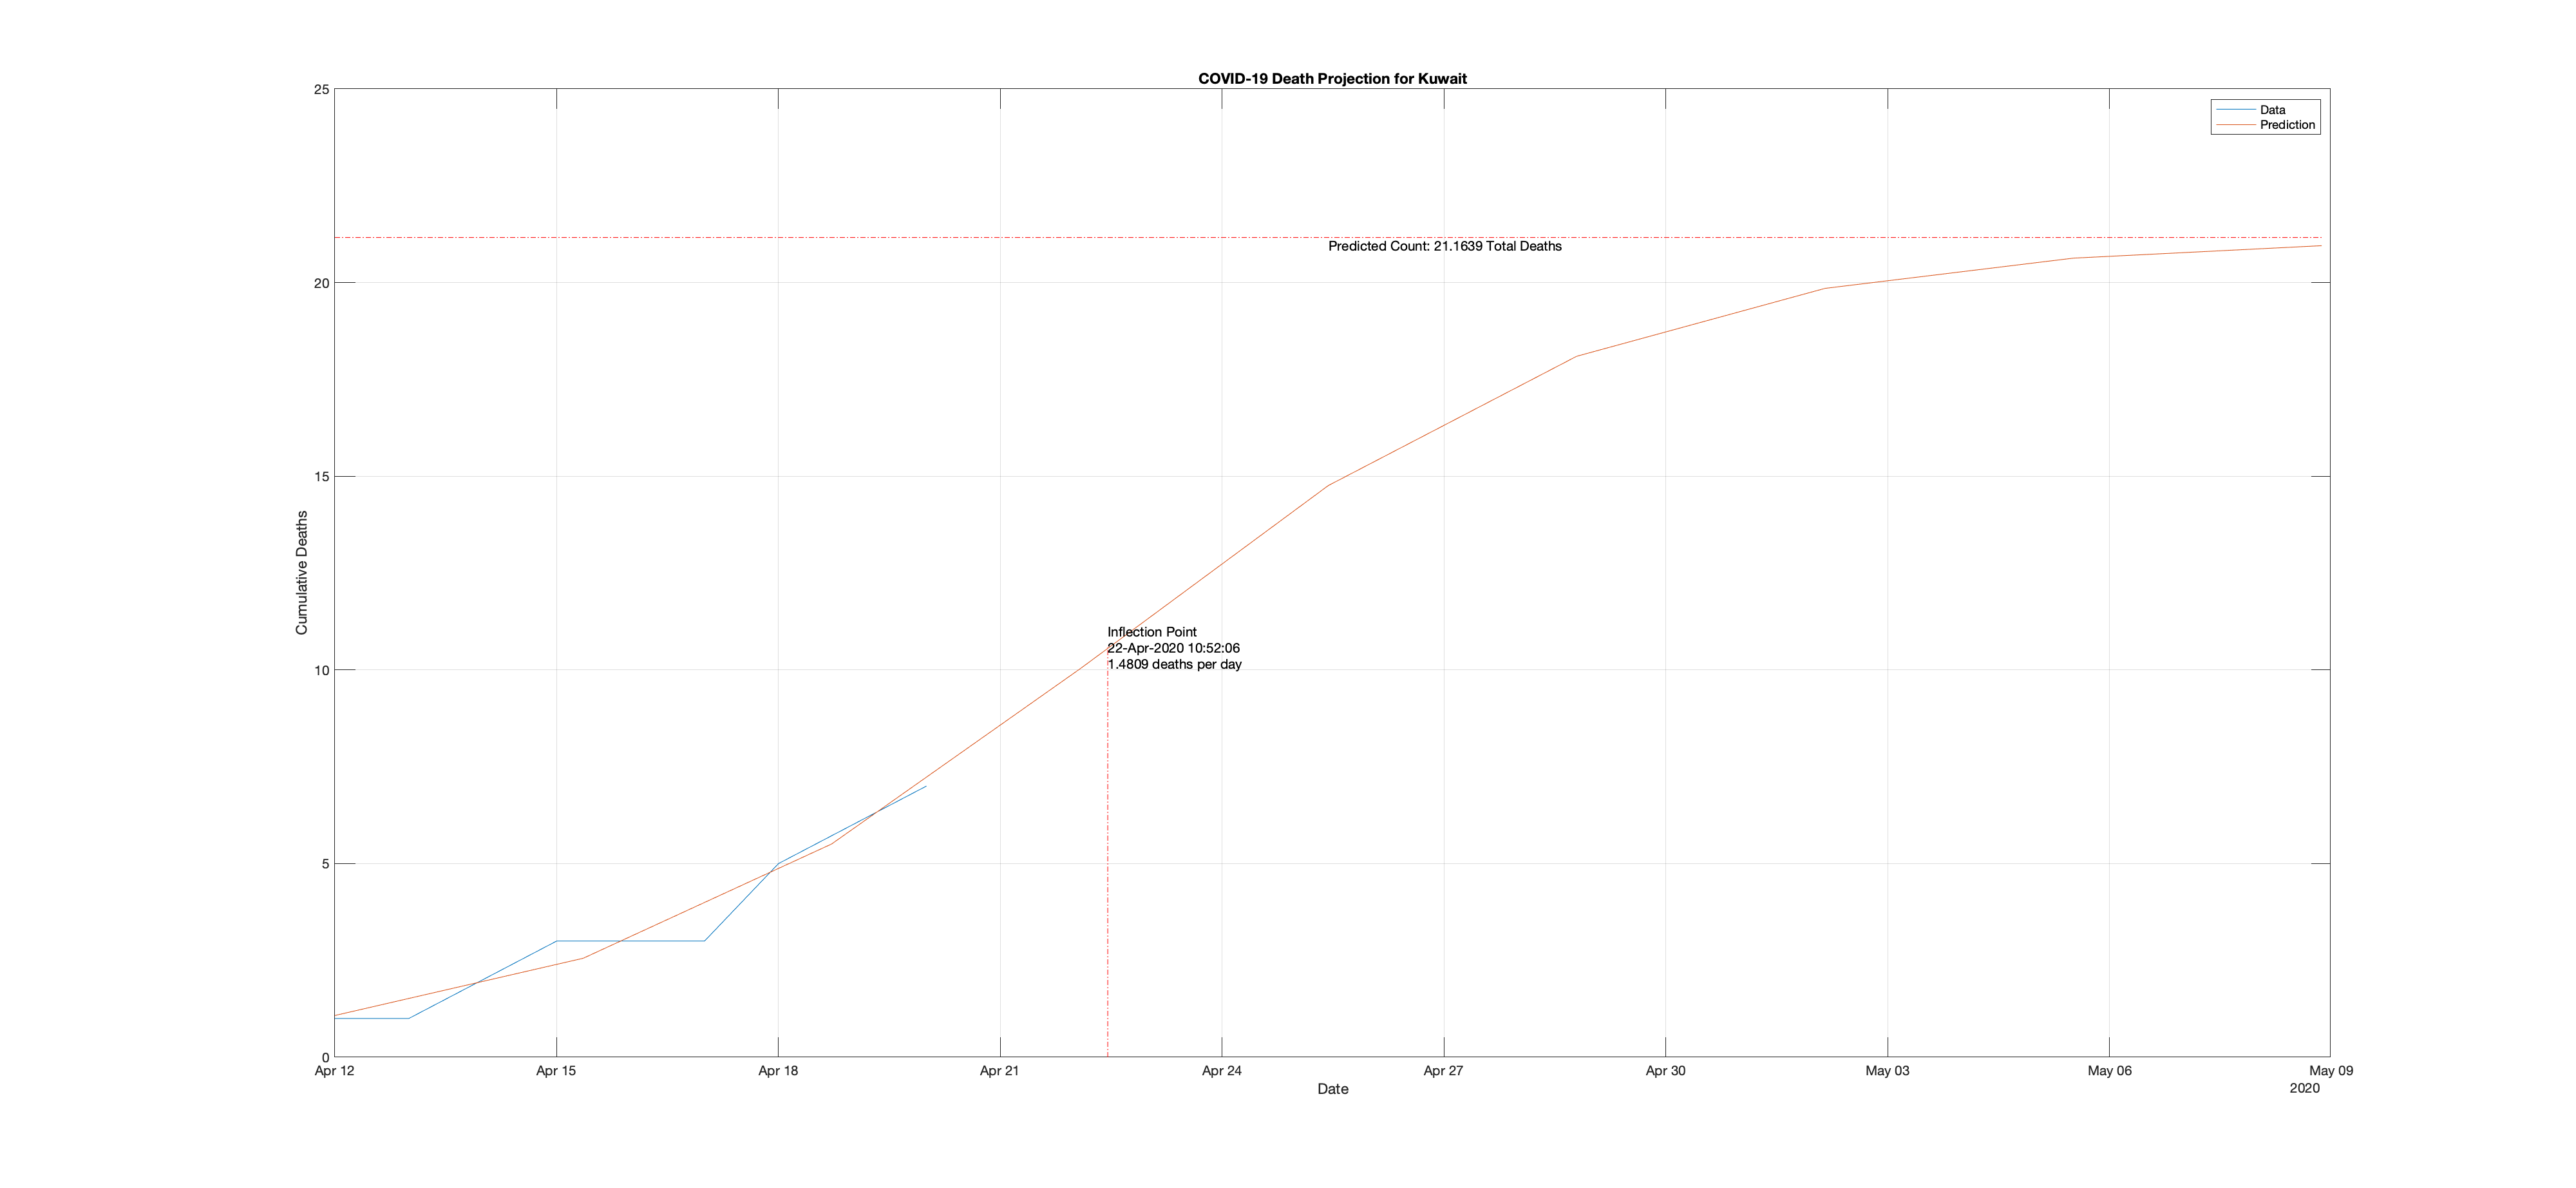 COVID-19 Death Projection for Kuwait
25
Data
Prediction
Predicted Count: 21.1639 Total Deaths
20
15
Cumulative Deaths
Inflection Point
22-Apr-2020 10:52:06
1.4809 deaths per day
10
5
0
Apr 12 Apr 15 Apr 18 Apr 21 Apr 24 Apr 27 Apr 30 May 03 May 06 May 09
Date
2020